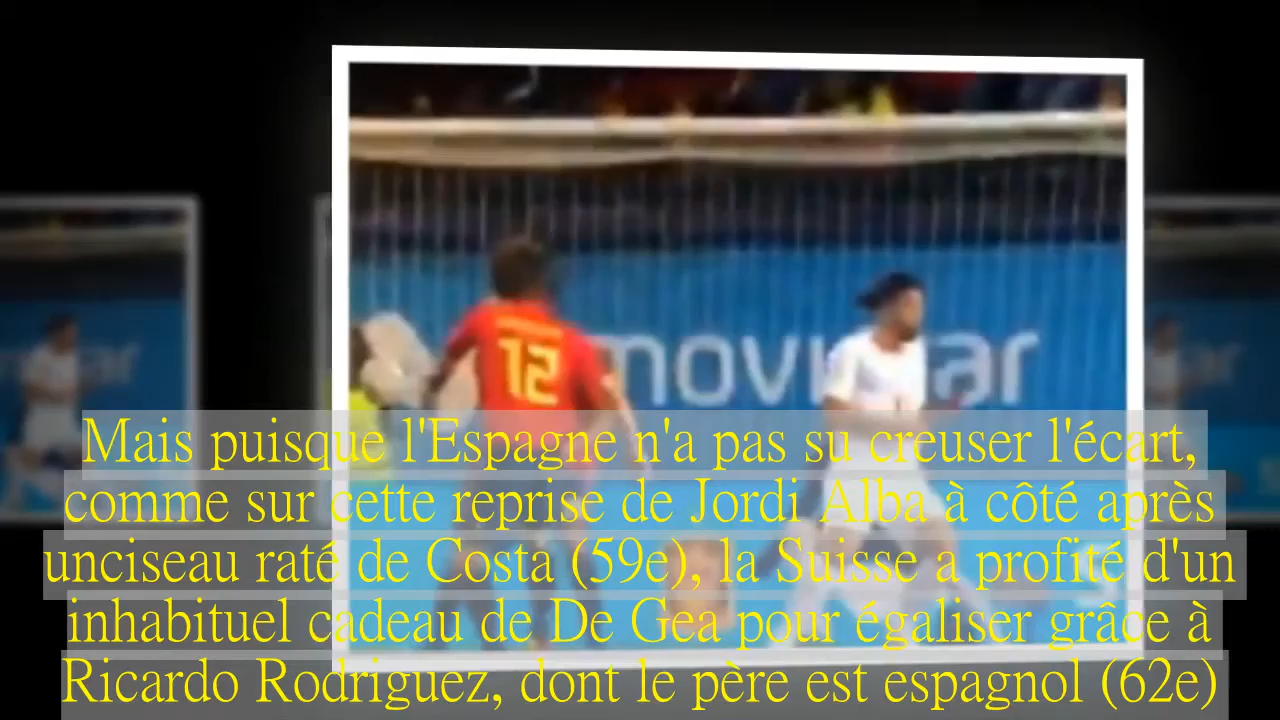 12
movistar
Mais puisque l'Espagne n'a pas su creuser l'écart,
comme sur cette reprise de Jordi Alba à côté après
unciseau raté de Costa (59e), la Suisse a profité d'un
inhabituel cadeau de De Gea pour égaliser grâce à
Ricardo Rodriguez, dont le père est espagnol (62e)